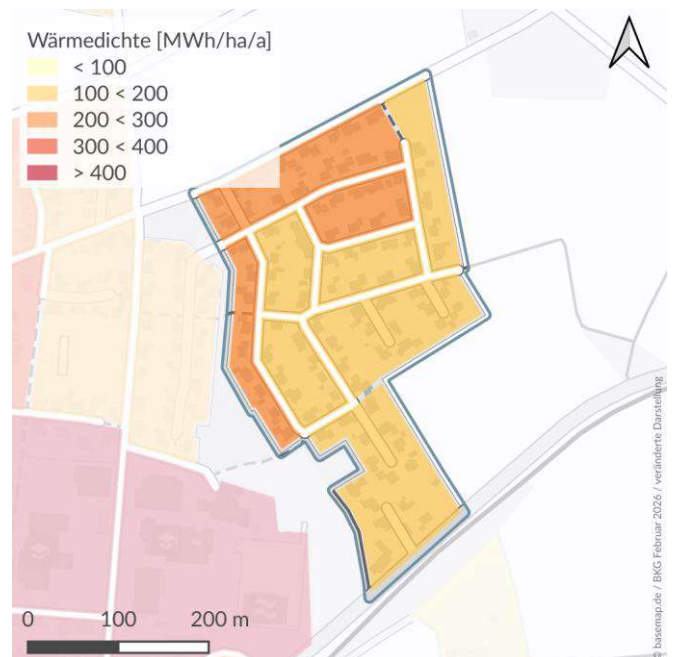 Wärmedichte [MWh/ha/a]
< 100
100 < 200
200 < 300
300 < 400
> 400
0 100 200 m
© basemap.de / BKG Februar 2026 / veränderte Darstellung